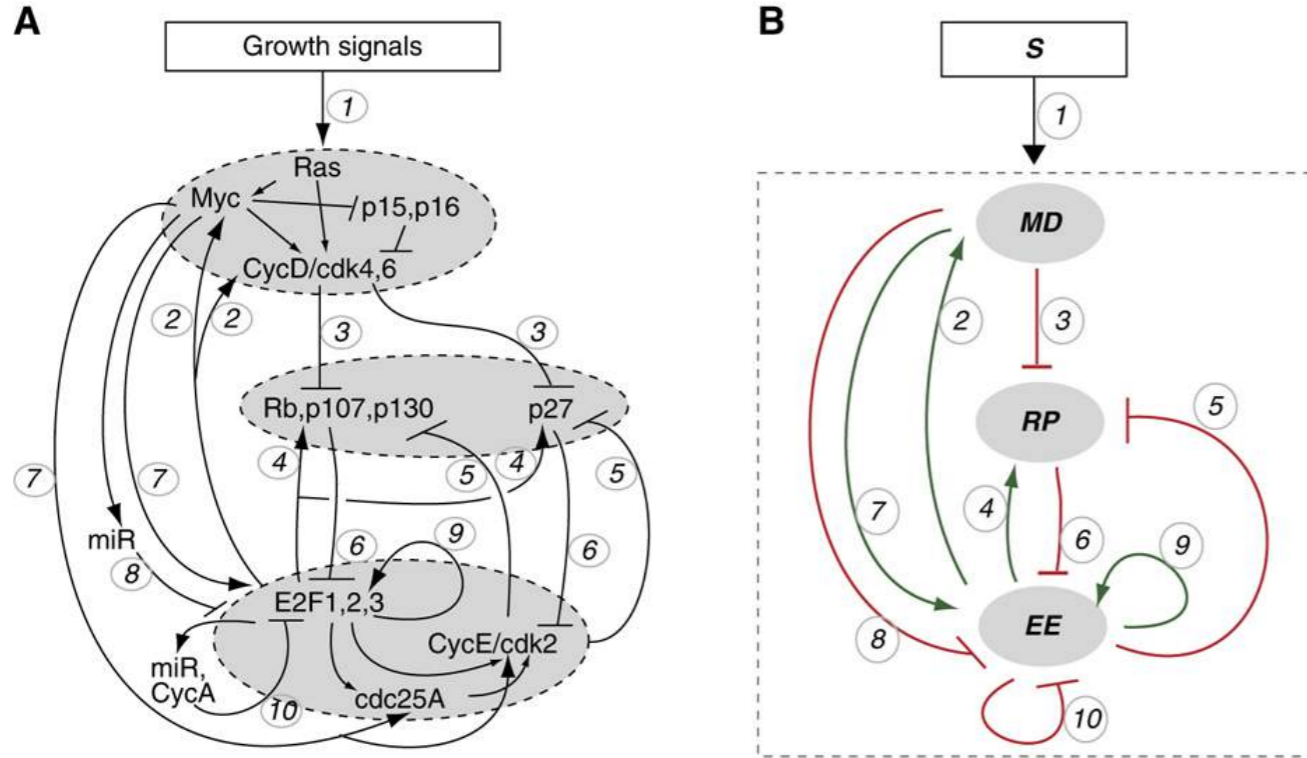 A
Growth signals
1
Ras
Myc
p15,p16
CycD/cdk4,6
2
2
3
3
Rb,p107,p130
p27
7
7
4
5
4
5
miR
8
6
9
6
E2F1,2,3
CycE/cdk2
miR,
CycA
cdc25A
10
B
S
1
MD
2
3
RP
5
7
4
6
9
8
EE
10